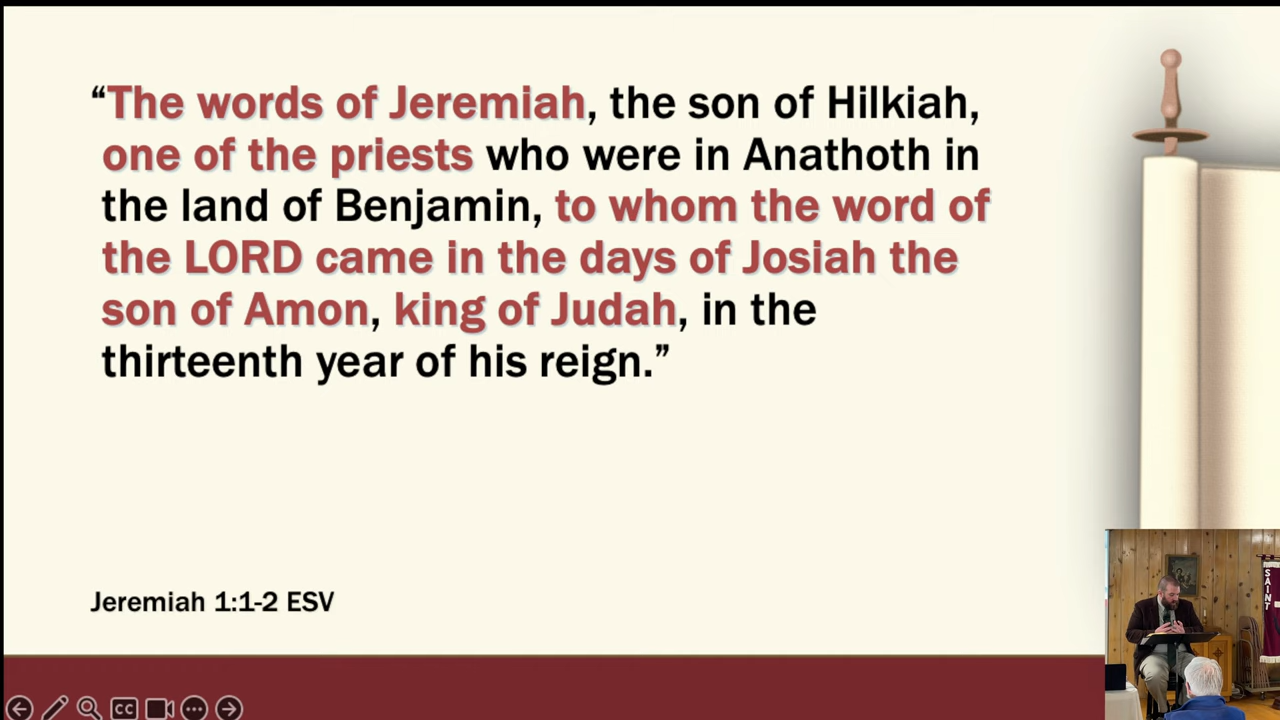 “The words of Jeremiah, the son of Hilkiah,
one of the priests who were in Anathoth in
the land of Benjamin, to whom the word of
the LORD came in the days of Josiah the
son of Amon, king of Judah, in the
thirteenth year of his reign.”
Jeremiah 1:1-2 ESV
CC
SAINT